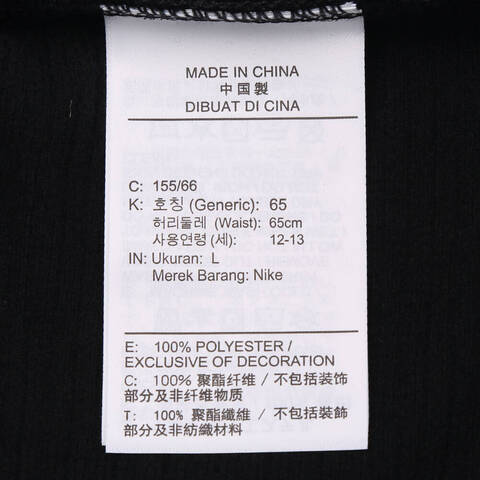 MADE IN CHINA
中国製
DIBUAT DI CINA
C: 155/66
K: 호칭 (Generic): 65
허리둘레 (Waist): 65cm
사용연령 (세): 12-13
IN: Ukuran: L
Merek Barang: Nike
E: 100% POLYESTER /
EXCLUSIVE OF DECORATION
C: 100% 聚酯纤维 / 不包括装饰
部分及非纤维物质
T: 100% 聚酯纖維 / 不包括裝飾
部分及非紡織材料